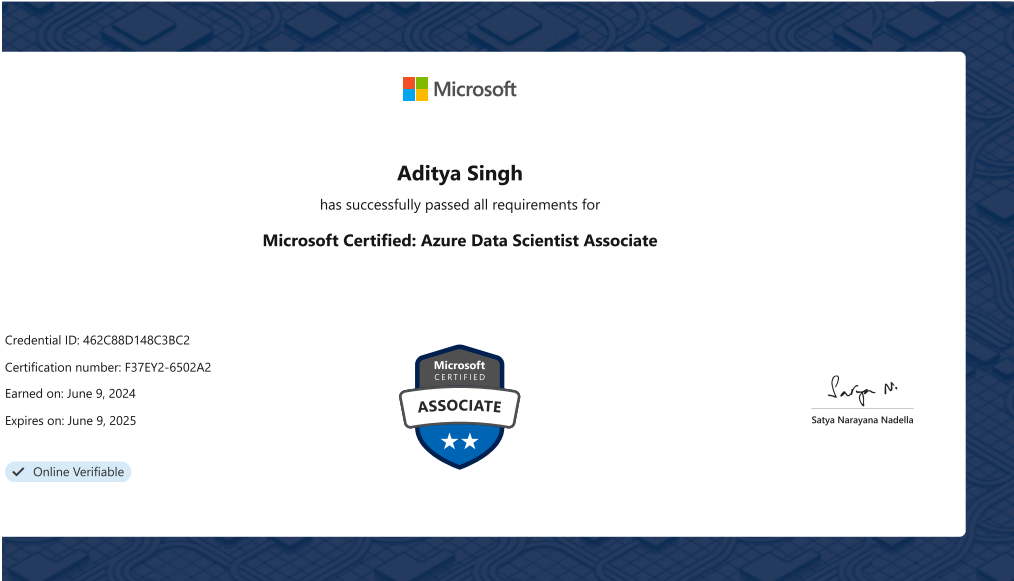 Microsoft
Aditya Singh
has successfully passed all requirements for
Microsoft Certified: Azure Data Scientist Associate
Credential ID: 462C88D148C3BC2
Certification number: F37EY2-6502A2
Earned on: June 9, 2024
Expires on: June 9, 2025
Online Verifiable
Microsoft
CERTIFIED
ASSOCIATE
Satya N.
Satya Narayana Nadella